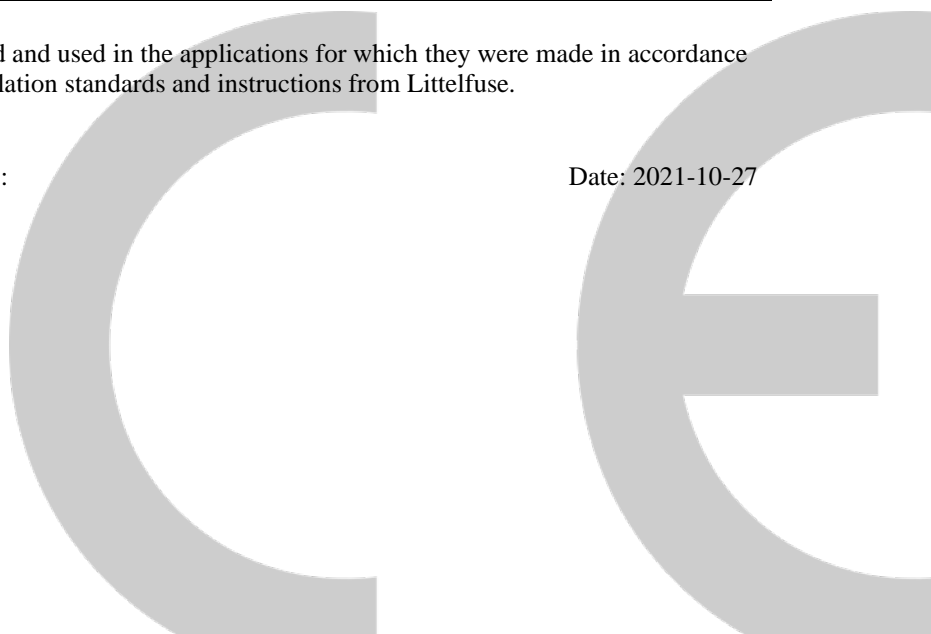 and used in the applications for which they were made in accordance
standards and instructions from Littelfuse.
: Date: 2021-10-27
CE